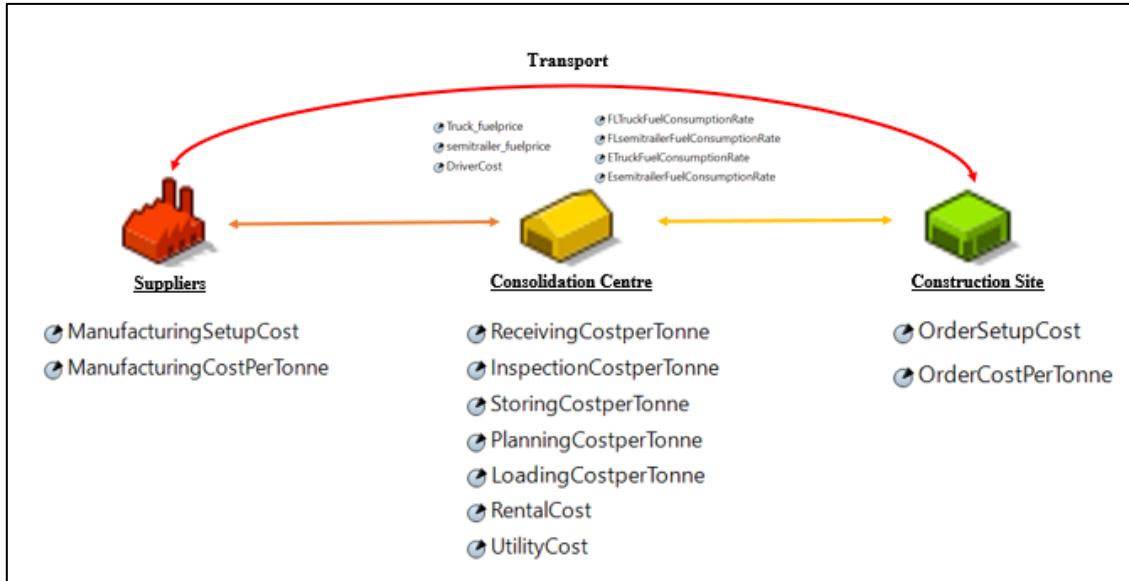 Transport
Truck_fuelprice
semitrailer_fuelprice
DriverCost
FLTruckFuelConsumptionRate
FLsemitrailerFuelConsumptionRate
ETruckFuelConsumptionRate
EsemitrailerFuelConsumptionRate
Suppliers
ManufacturingSetupCost
ManufacturingCostPerTonne
Consolidation Centre
ReceivingCostperTonne
InspectionCostperTonne
StoringCostperTonne
PlanningCostperTonne
LoadingCostperTonne
RentalCost
UtilityCost
Construction Site
OrderSetupCost
OrderCostPerTonne